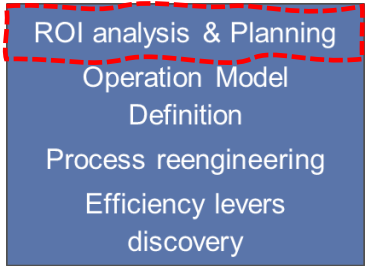 ROI analysis & Planning
Operation Model
Definition
Process reengineering
Efficiency levers
discovery